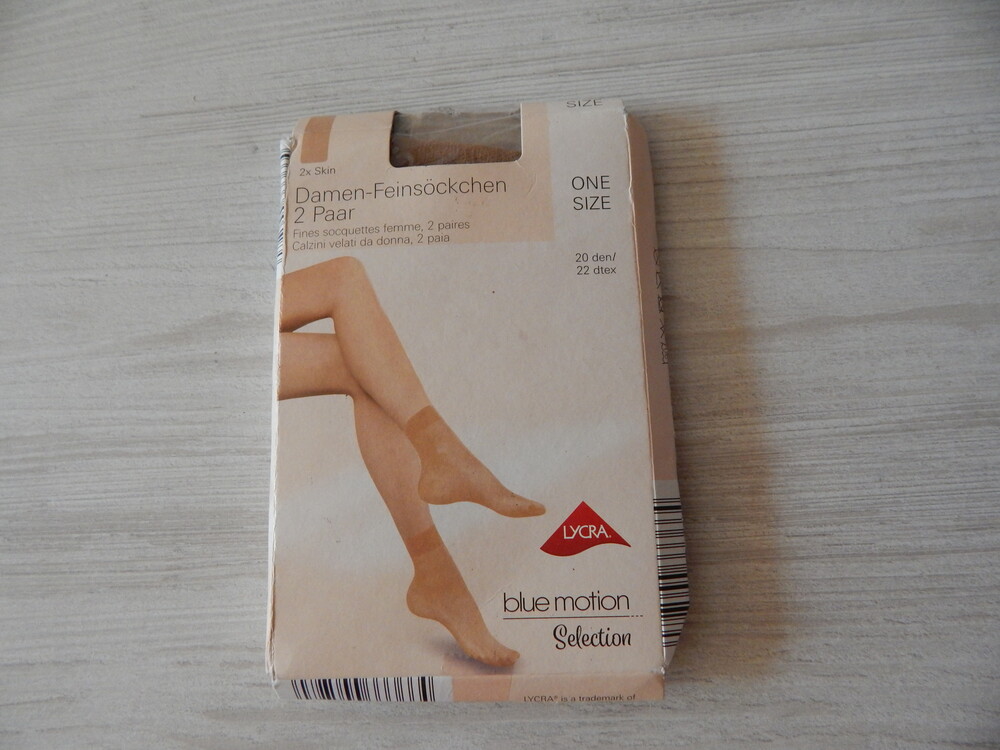 SIZE
2x Skin
Damen-Feinsöckchen
2 Paar
Fines socquettes femme, 2 paires
Calzini velati da donna, 2 paia
ONE
SIZE
20 den/
22 dtex
LYCRA®
blue motion
Selection
LYCRA® is a trademark of